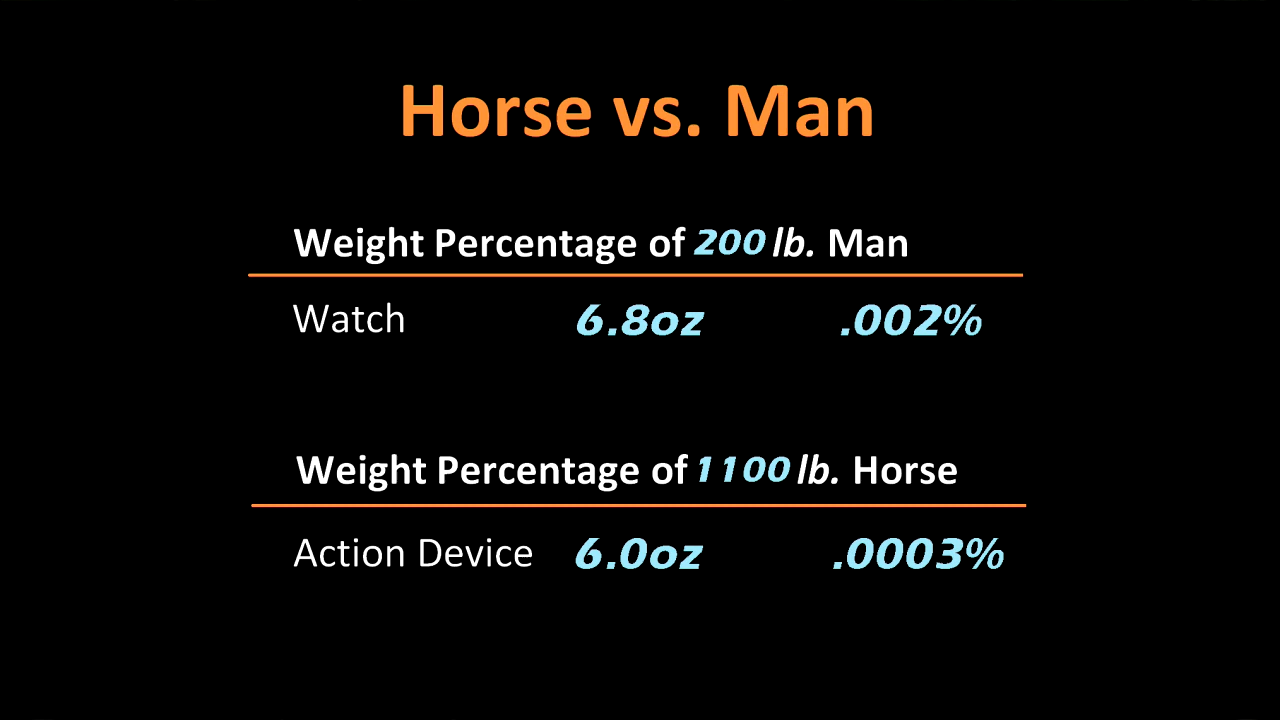 Horse vs. Man
Weight Percentage of 200 lb. Man
Watch 6.8oz .002%
Weight Percentage of 1100 lb. Horse
Action Device 6.0oz .0003%